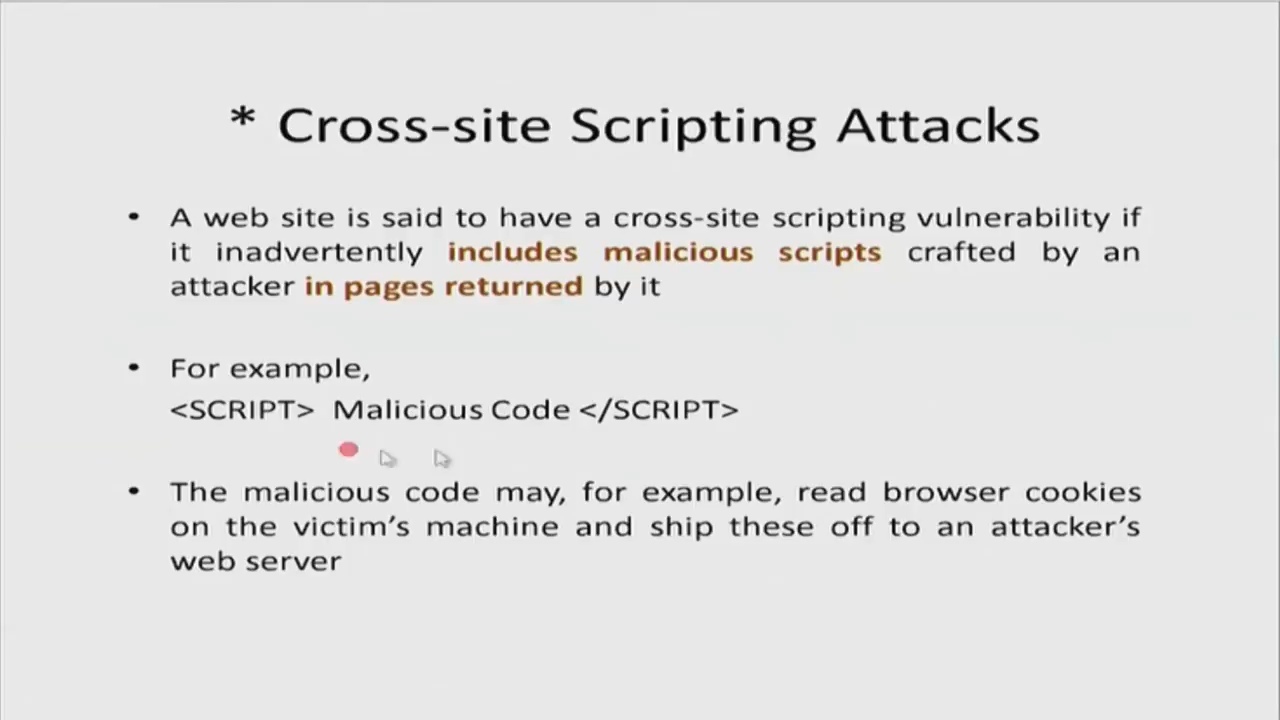 * Cross-site Scripting Attacks
• A web site is said to have a cross-site scripting vulnerability if
it inadvertently includes malicious scripts crafted by an
attacker in pages returned by it
• For example,
<SCRIPT> Malicious Code </SCRIPT>
• The malicious code may, for example, read browser cookies
on the victim’s machine and ship these off to an attacker’s
web server